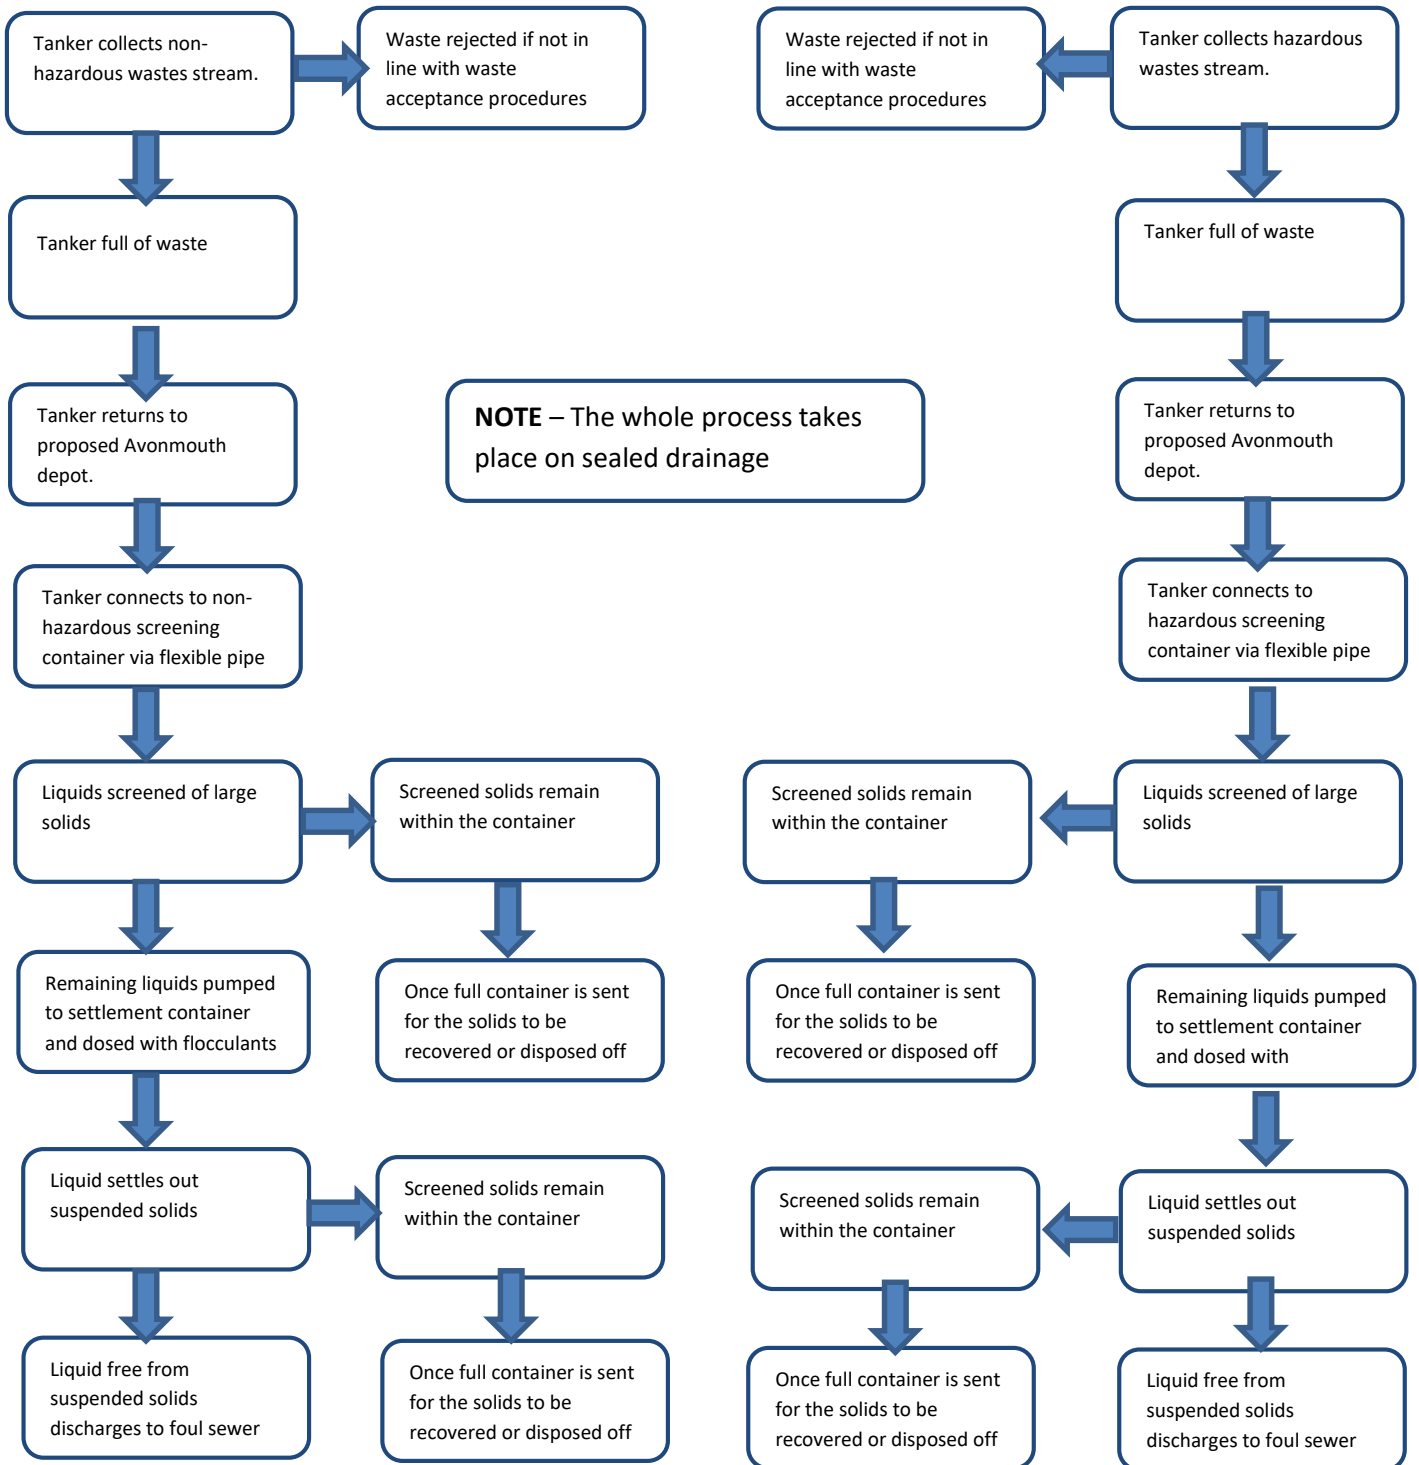 Tanker collects non-
hazardous wastes stream.
Waste rejected if not in
line with waste
acceptance procedures
Waste rejected if not in
line with waste
acceptance procedures
Tanker collects hazardous
wastes stream.
Tanker full of waste
Tanker full of waste
Tanker returns to
proposed Avonmouth
depot.
NOTE – The whole process takes
place on sealed drainage
Tanker returns to
proposed Avonmouth
depot.
Tanker connects to non-
hazardous screening
container via flexible pipe
Tanker connects to
hazardous screening
container via flexible pipe
Liquids screened of large
solids
Screened solids remain
within the container
Screened solids remain
within the container
Liquids screened of large
solids
Remaining liquids pumped
to settlement container
and dosed with flocculants
Once full container is sent
for the solids to be
recovered or disposed off
Once full container is sent
for the solids to be
recovered or disposed off
Remaining liquids pumped
to settlement container
and dosed with
Liquid settles out
suspended solids
Screened solids remain
within the container
Screened solids remain
within the container
Liquid settles out
suspended solids
Liquid free from
suspended solids
discharges to foul sewer
Once full container is sent
for the solids to be
recovered or disposed off
Once full container is sent
for the solids to be
recovered or disposed off
Liquid free from
suspended solids
discharges to foul sewer